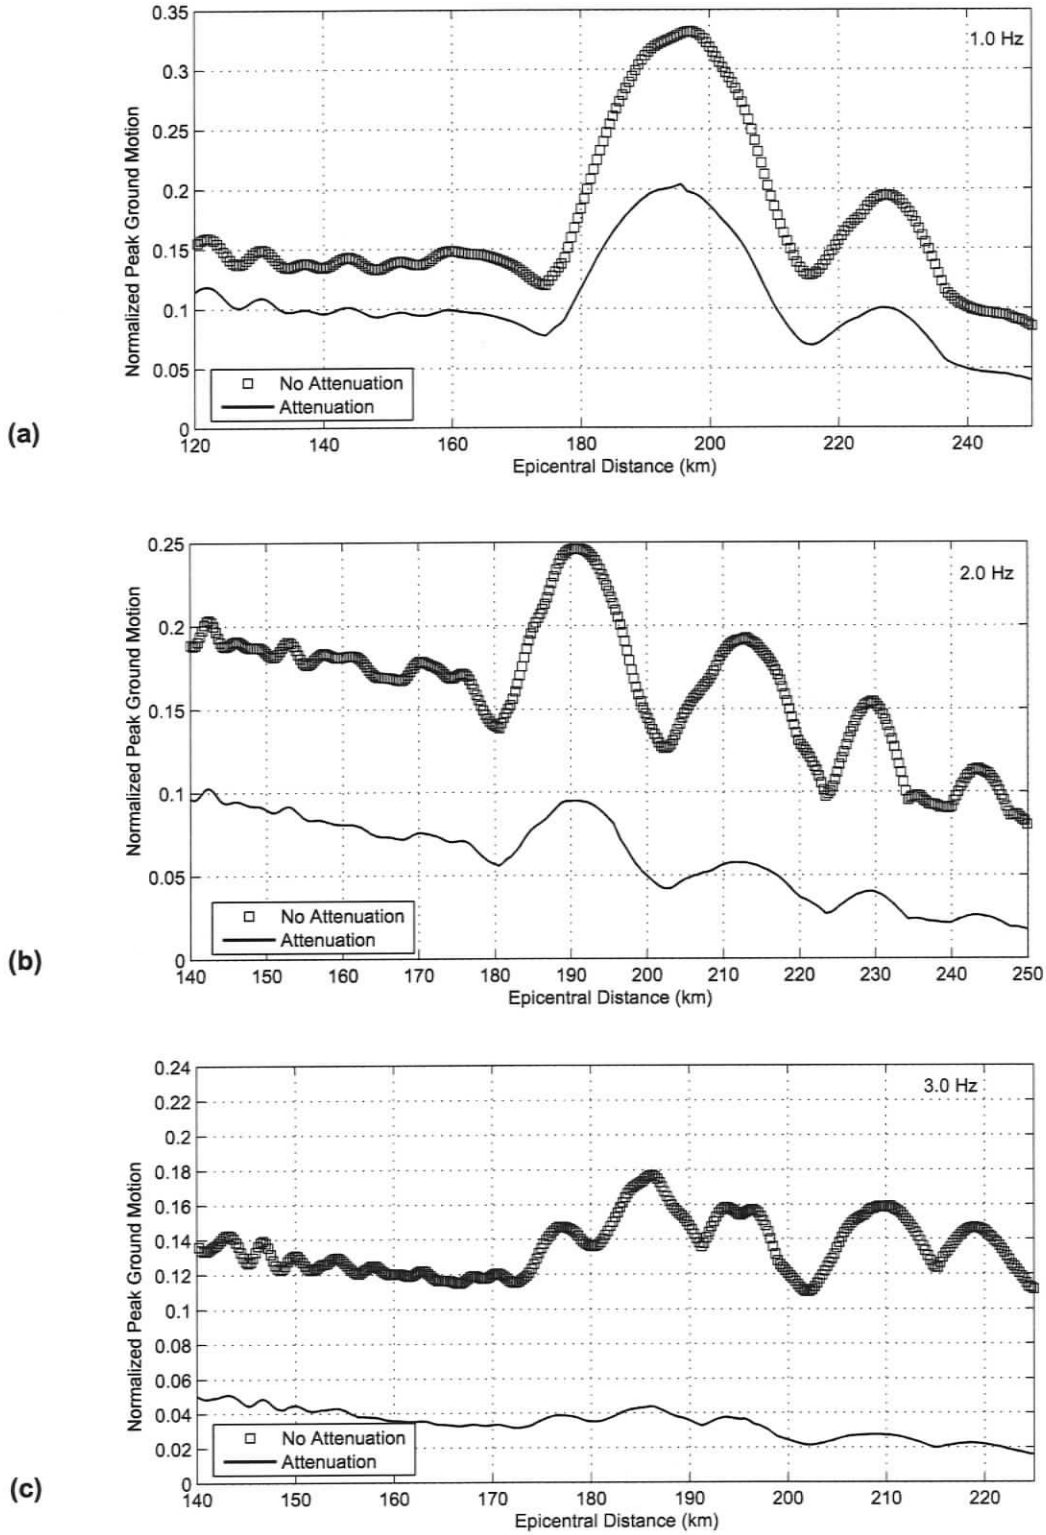 0.35
0.3
0.25
0.2
0.15
0.1
0.05
0
Normalized Peak Ground Motion
1.0 Hz
No Attenuation
Attenuation
120 140 160 180 200 220 240
Epicentral Distance (km)
(a)
0.25
0.2
0.15
0.1
0.05
0
Normalized Peak Ground Motion
2.0 Hz
No Attenuation
Attenuation
140 150 160 170 180 190 200 210 220 230 240 250
Epicentral Distance (km)
(b)
0.24
0.22
0.2
0.18
0.16
0.14
0.12
0.1
0.08
0.06
0.04
0.02
0
Normalized Peak Ground Motion
3.0 Hz
No Attenuation
Attenuation
140 150 160 170 180 190 200 210 220
Epicentral Distance (km)
(c)